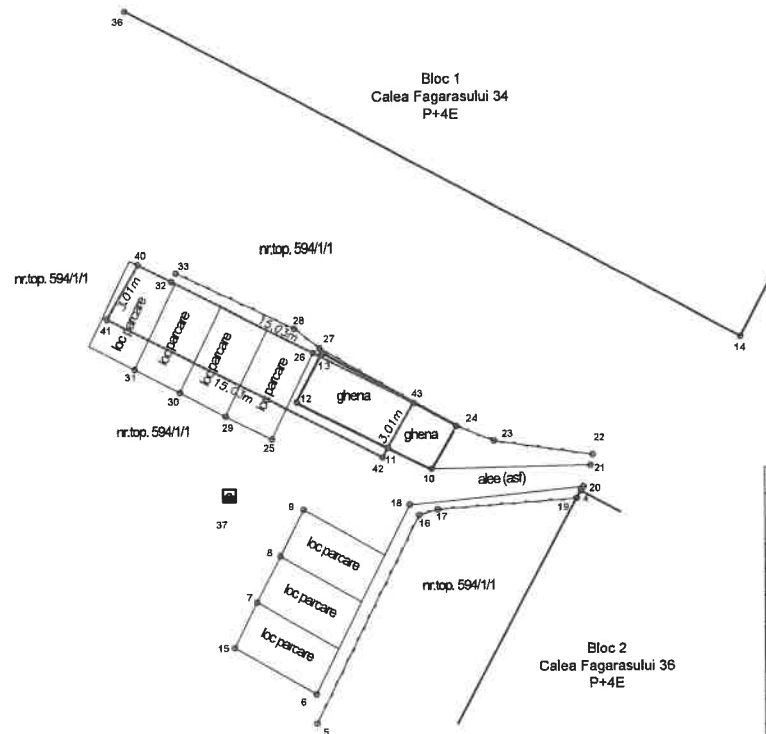 36
Bloc 1
Calea Fagarasului 34
P+4E
14
nr.top. 594/1/1
nr.top. 594/1/1
40
33
32
3.01m
41
loc parcare
loc parcare
loc parcare
loc parcare
15.03m
15.03m
28
27
26
13
12
ghena
43
3.01m
ghena
24
23
22
21
31
30
29
25
nr.top. 594/1/1
42
11
10
alee (asf)
37
9
18
16
17
19
20
4
8
loc parcare
7
loc parcare
15
loc parcare
6
5
nr.top. 594/1/1
Bloc 2
Calea Fagarasului 36
P+4E